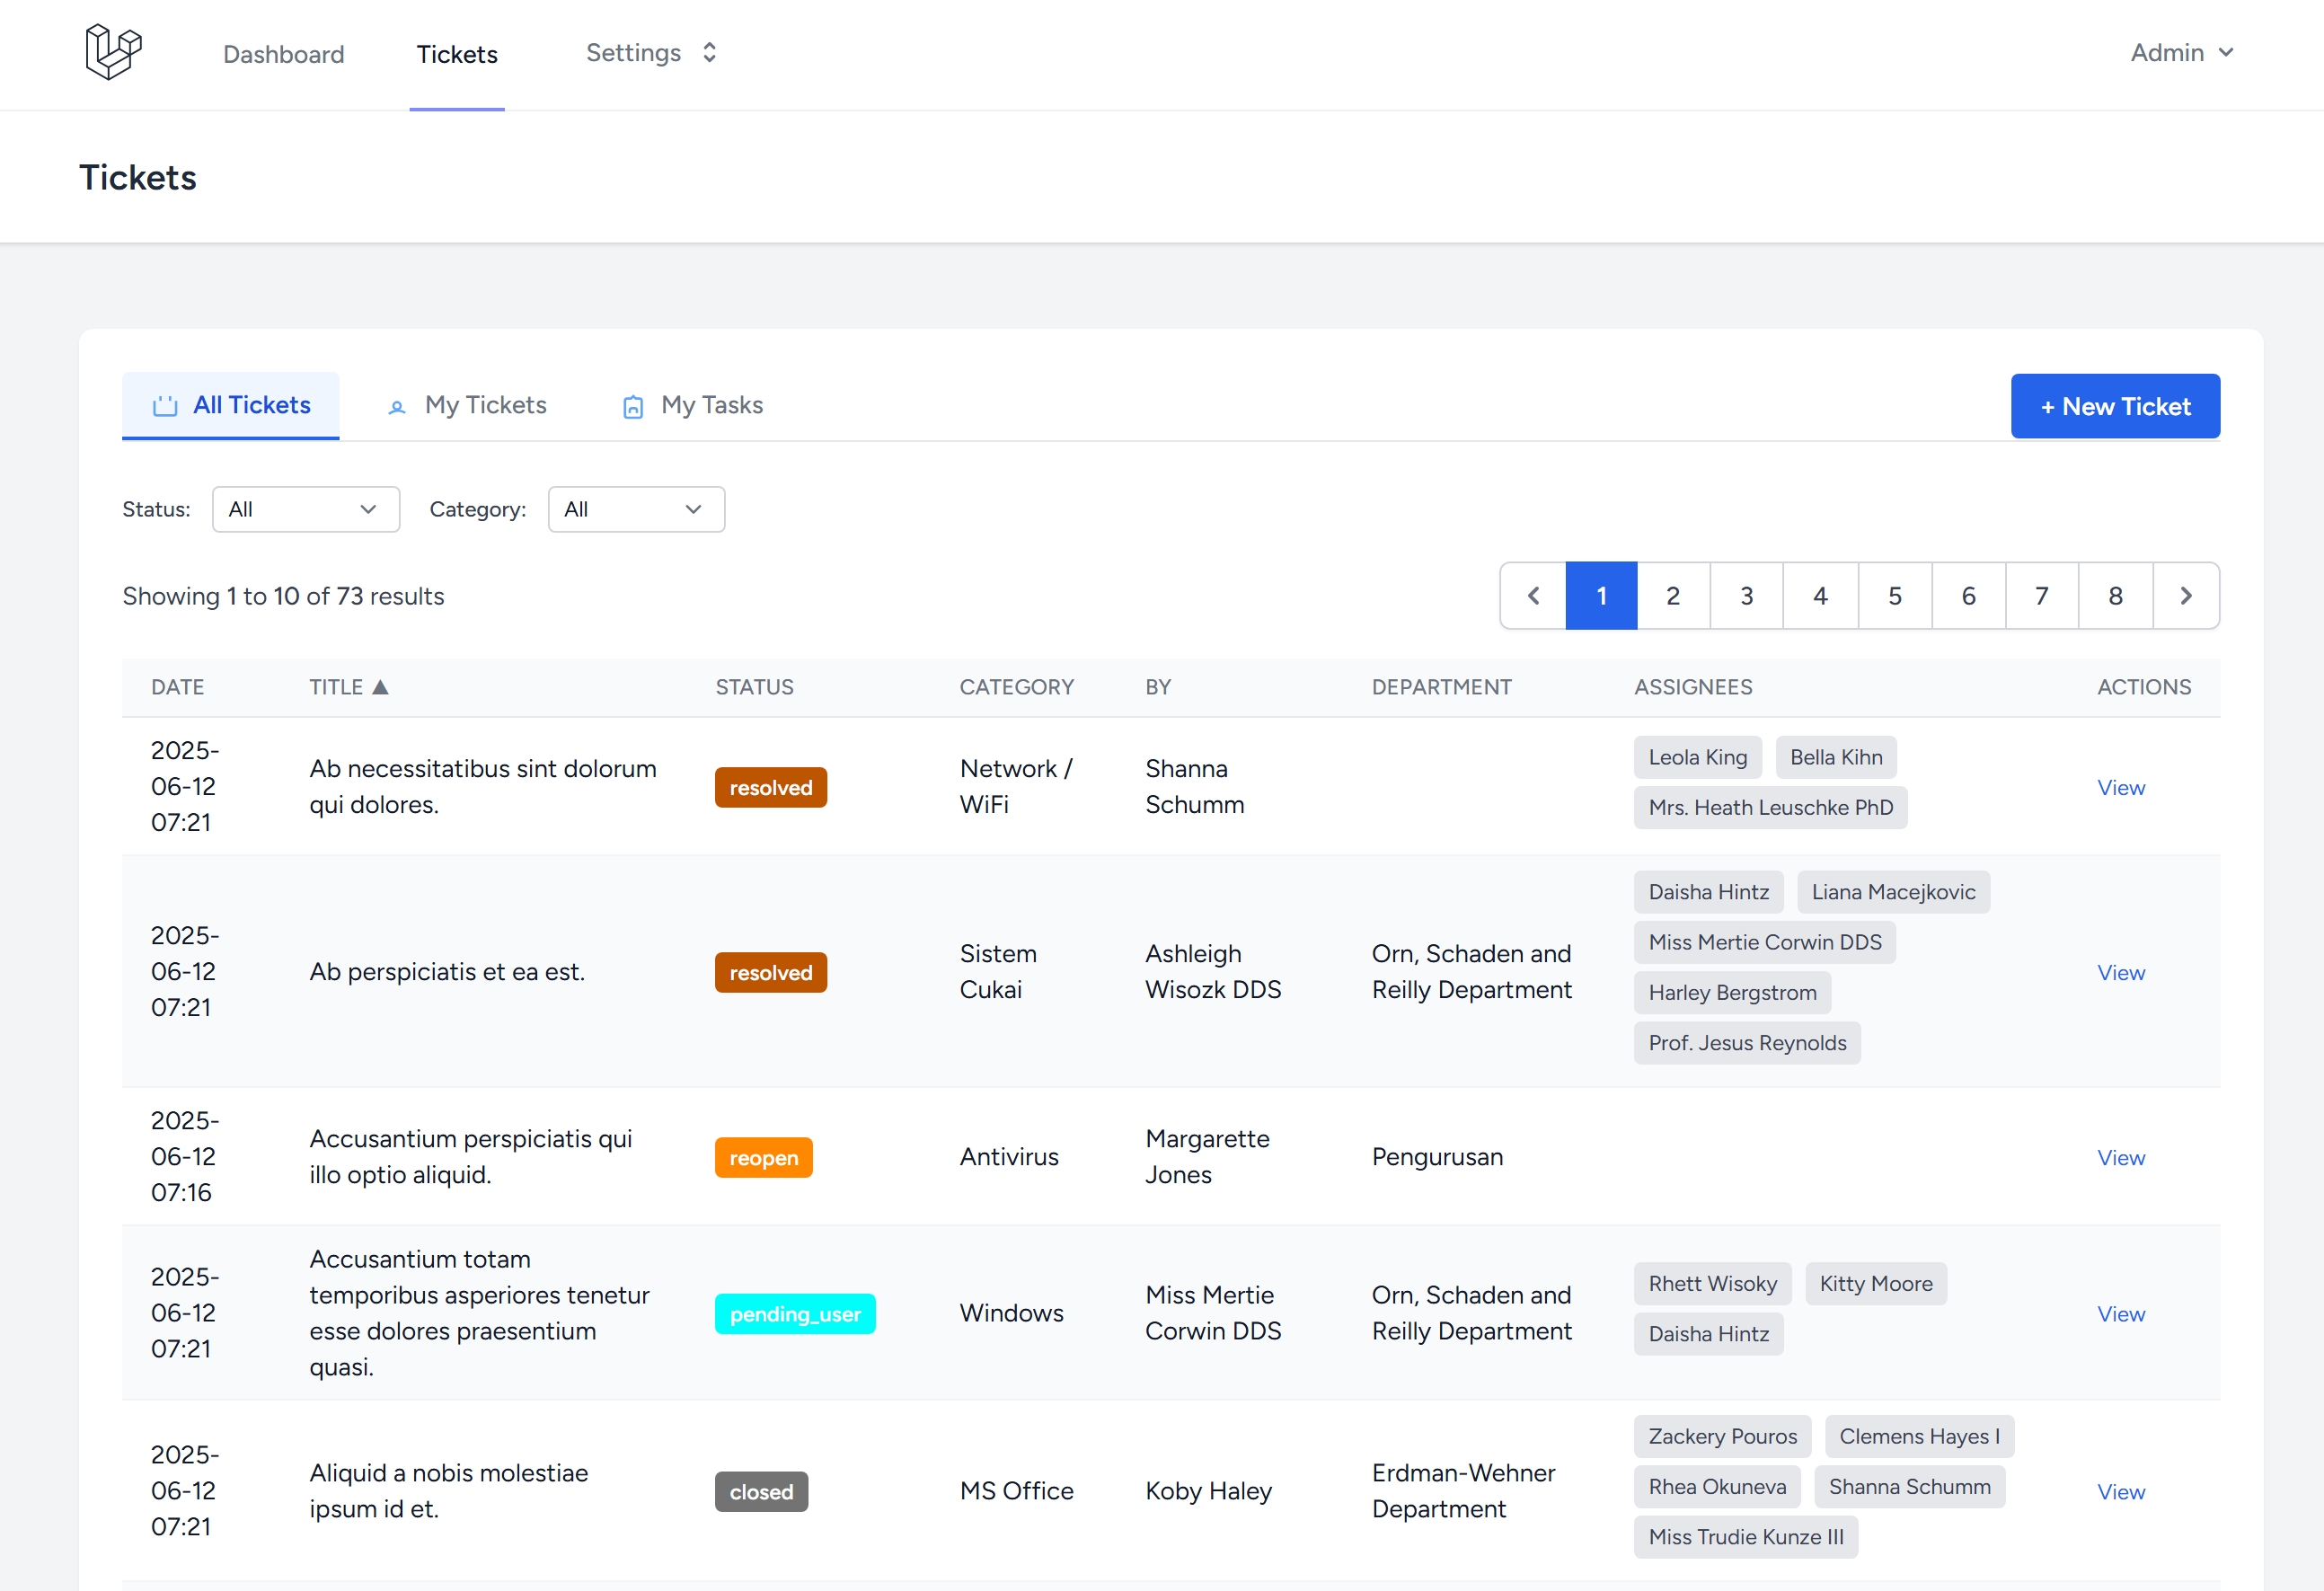 Dashboard Tickets Settings Admin
Tickets
All Tickets My Tickets My Tasks + New Ticket
Status: All Category: All
Showing 1 to 10 of 73 results 1 2 3 4 5 6 7 8
DATE TITLE ▲ STATUS CATEGORY BY DEPARTMENT ASSIGNEES ACTIONS
2025-
06-12
07:21
Ab necessitatibus sint dolorum
qui dolores.
resolved
Network /
WiFi
Shanna
Schumm
Leola King Bella Kihn
Mrs. Heath Leuschke PhD
View
2025-
06-12
07:21
Ab perspiciatis et ea est.
resolved
Sistem
Cukai
Ashleigh
Wisozk DDS
Orn, Schaden and
Reilly Department
Daisha Hintz Liana Macejkovic
Miss Mertie Corwin DDS
Harley Bergstrom
Prof. Jesus Reynolds
View
2025-
06-12
07:16
Accusantium perspiciatis qui
illo optio aliquid.
reopen
Antivirus
Margarette
Jones
Pengurusan
View
2025-
06-12
07:21
Accusantium totam
temporibus asperiores tenetur
esse dolores praesentium
quasi.
pending_user
Windows
Miss Mertie
Corwin DDS
Orn, Schaden and
Reilly Department
Rhett Wisoky Kitty Moore
Daisha Hintz
View
2025-
06-12
07:21
Aliquid a nobis molestiae
ipsum id et.
closed
MS Office
Koby Haley
Erdman-Wehner
Department
Zackery Pouros Clemens Hayes I
Rhea Okuneva Shanna Schumm
Miss Trudie Kunze III
View